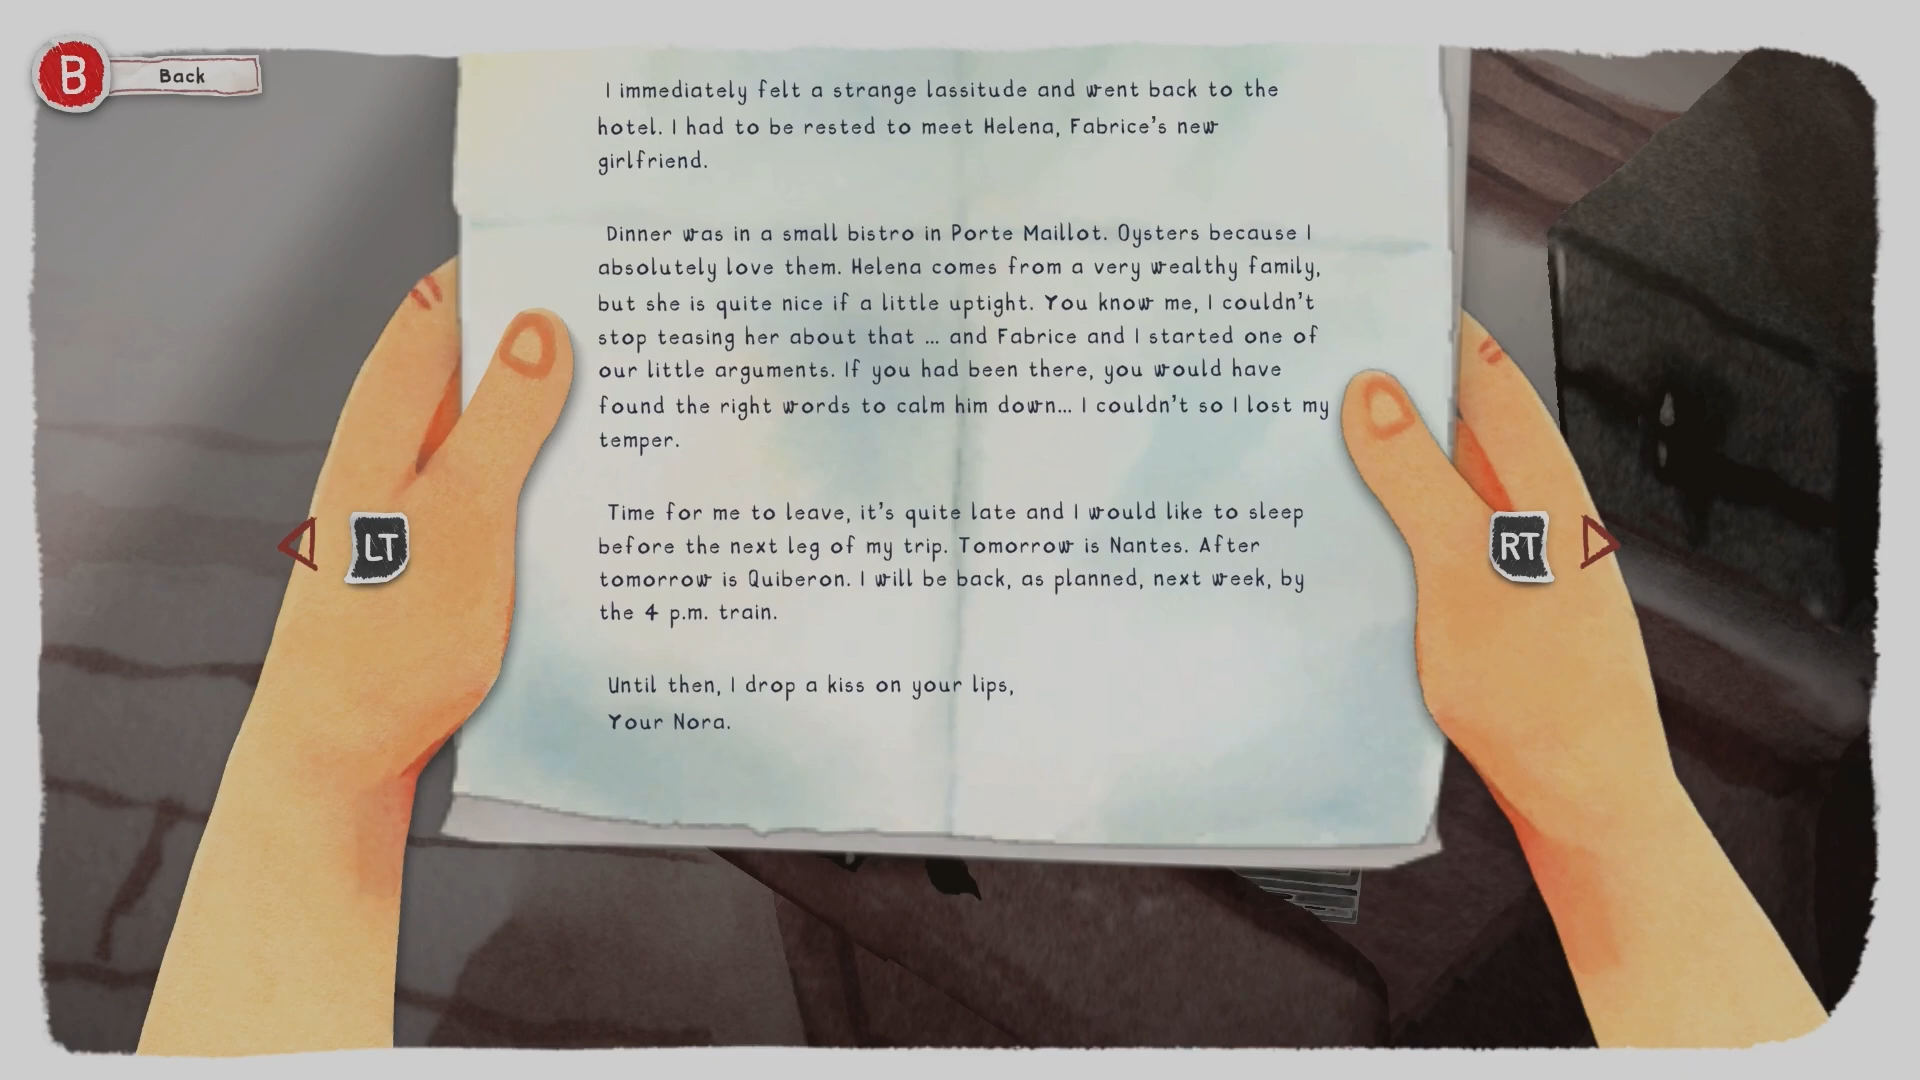 B Back
I immediately felt a strange lassitude and went back to the
hotel. I had to be rested to meet Helena, Fabrice's new
girlfriend.
Dinner was in a small bistro in Porte Maillot. Oysters because I
absolutely love them. Helena comes from a very wealthy family,
but she is quite nice if a little uptight. You know me, I couldn't
stop teasing her about that ... and Fabrice and I started one of
our little arguments. If you had been there, you would have
found the right words to calm him down... I couldn't so I lost my
temper.
Time for me to leave, it's quite late and I would like to sleep
before the next leg of my trip. Tomorrow is Nantes. After
tomorrow is Quiberon. I will be back, as planned, next week, by
the 4 p.m. train.
Until then, I drop a kiss on your lips,
Your Nora.
LT
RT